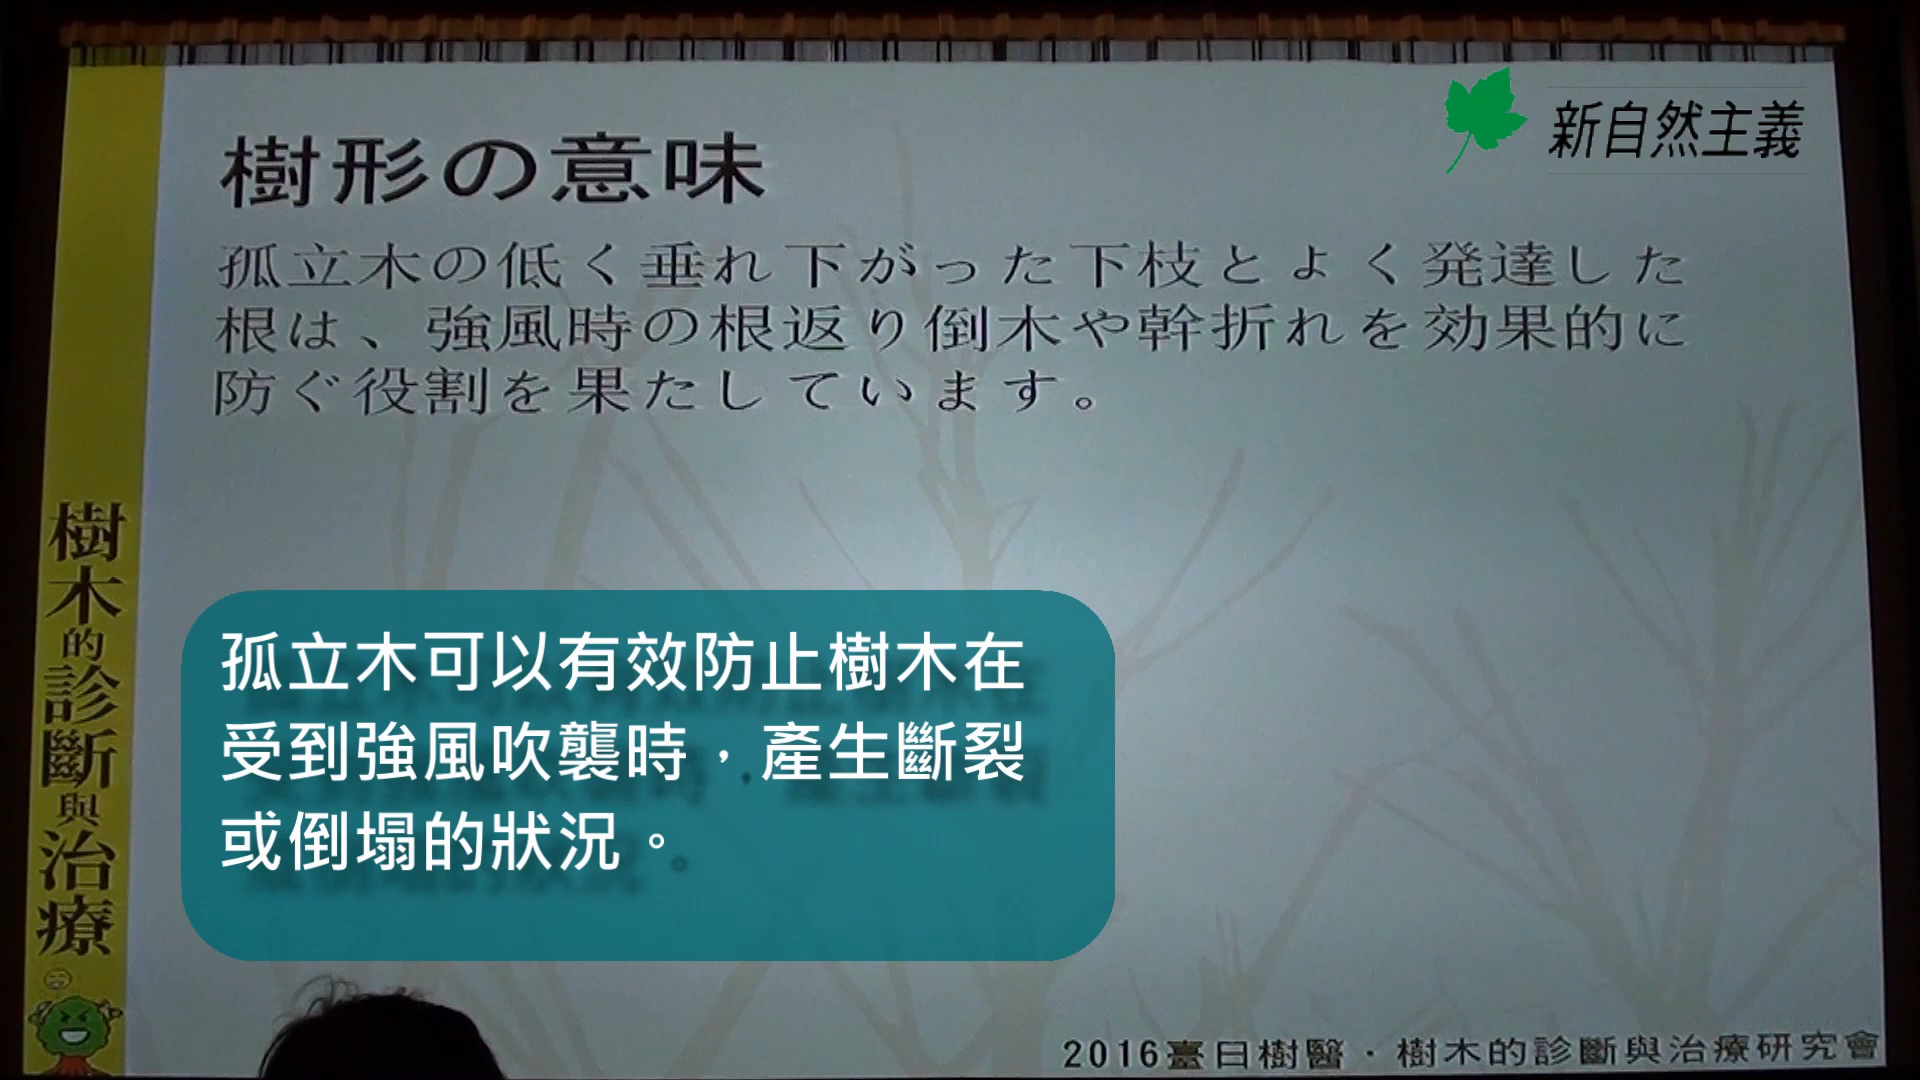 新自然主義
樹形の意味
孤立木の低く垂れ下がった下枝とよく発達した
根は、強風時の根返り倒木や幹折れを効果的に
防ぐ役割を果たしています。
樹木的診斷與治療
孤立木可以有效防止樹木在
受到強風吹襲時，產生斷裂
或倒塌的狀況。
2016臺日樹醫・樹木的診斷與治療研究會